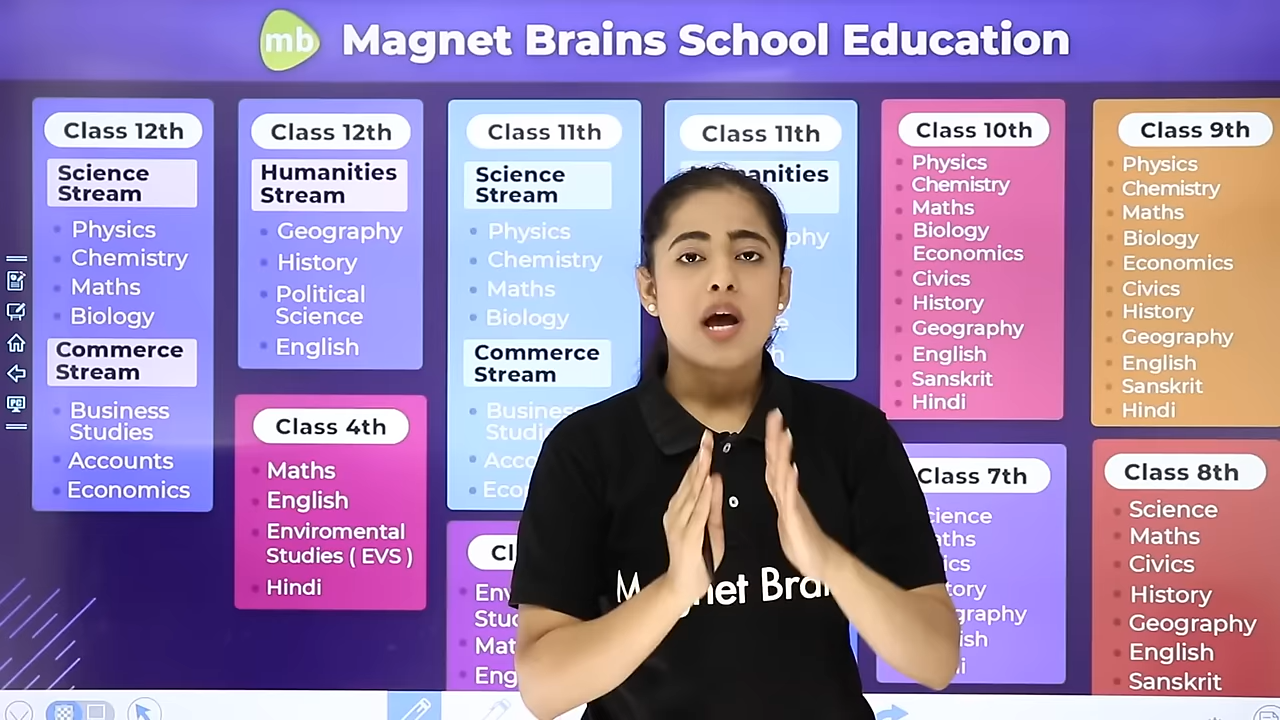 mb Magnet Brains School Education
Class 12th
Science
Stream
Physics
Chemistry
Maths
Biology
Commerce
Stream
Business
Studies
Accounts
Economics
Class 12th
Humanities
Stream
Geography
History
Political
Science
English
Class 4th
Maths
English
Enviromental
Studies ( EVS )
Hindi
Class 11th
Science
Stream
Physics
Chemistry
Maths
Biology
Commerce
Stream
Class 11th
Class 10th
Physics
Chemistry
Maths
Biology
Economics
Civics
History
Geography
English
Sanskrit
Hindi
Class 7th
Class 9th
Physics
Chemistry
Maths
Biology
Economics
Civics
History
Geography
English
Sanskrit
Hindi
Class 8th
Science
Maths
Civics
History
Geography
English
Sanskrit
PC